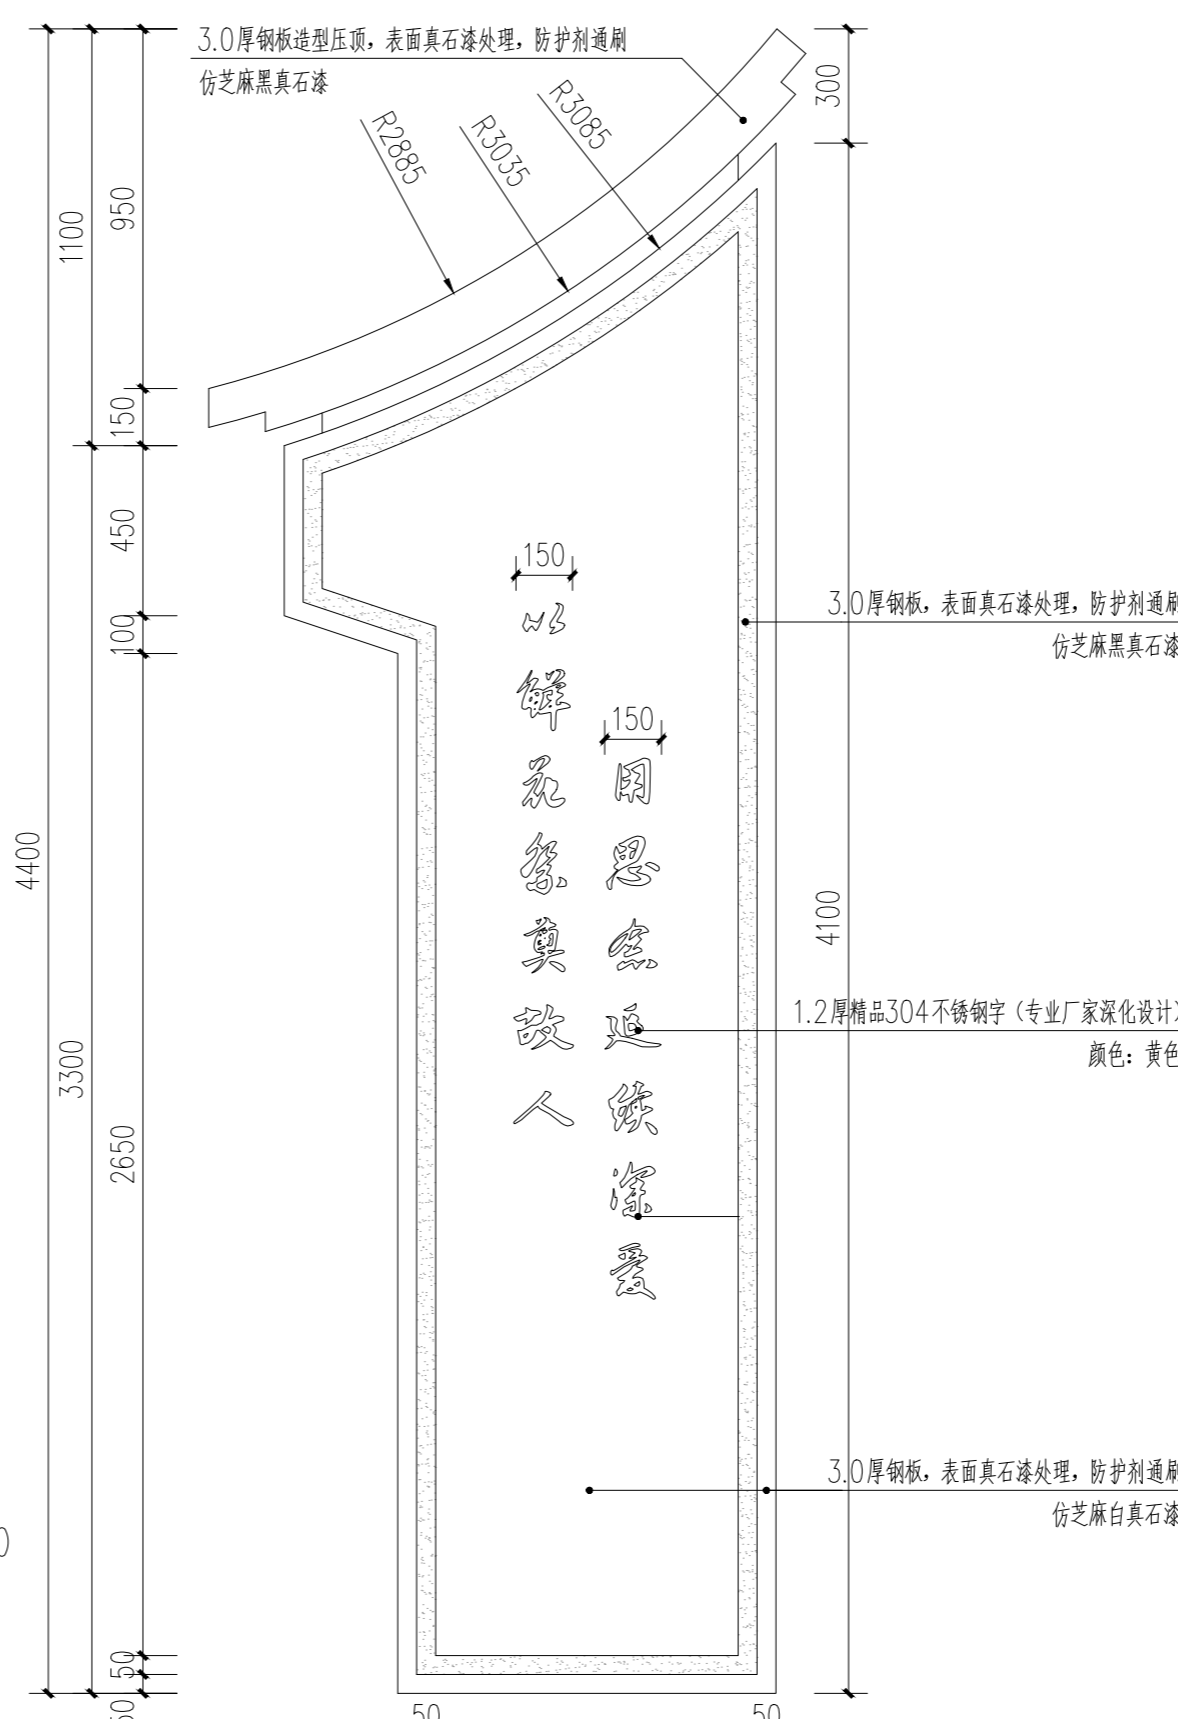 3.0厚钢板造型压顶，表面真石漆处理，防护剂通刷
仿芝麻黑真石漆
R2885
R3035
R3085
300
950
1100
150
450
100
150
以鲜花祭奠故人
150
用思念延续深爱
3.0厚钢板，表面真石漆处理，防护剂通刷
仿芝麻黑真石漆
4400
4100
3300
2650
1.2厚精品304不锈钢字（专业厂家深化设计）
颜色：黄色
3.0厚钢板，表面真石漆处理，防护剂通刷
仿芝麻白真石漆
0
50
50
50
50